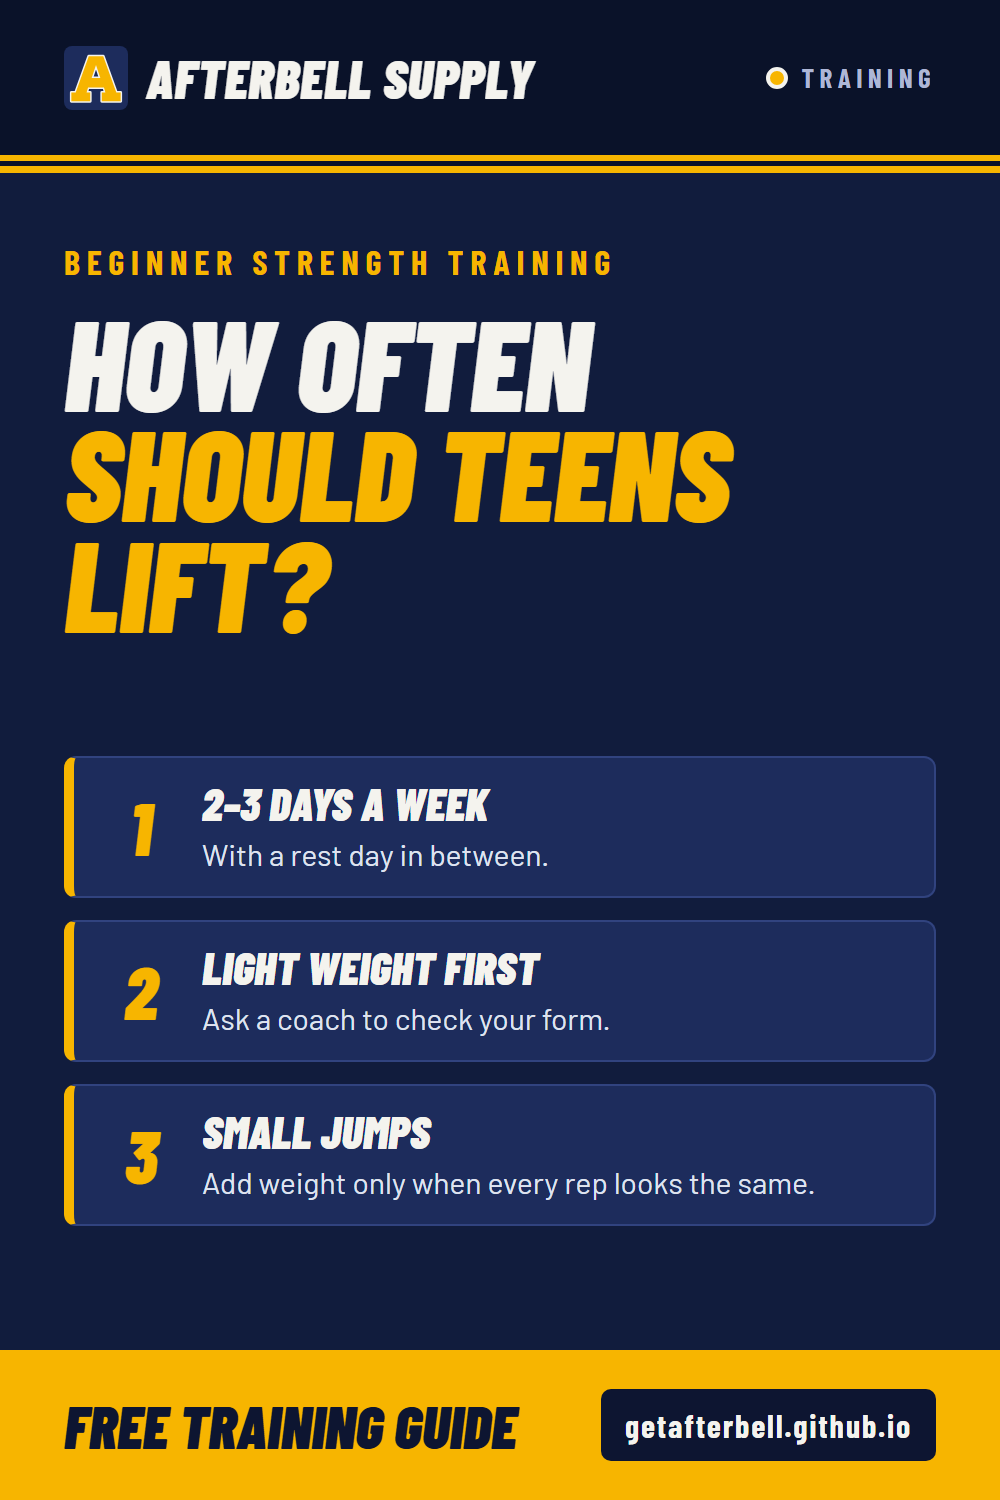 A AFTERBELL SUPPLY
TRAINING
BEGINNER STRENGTH TRAINING
HOW OFTEN
SHOULD TEENS
LIFT?
1
2–3 DAYS A WEEK
With a rest day in between.
2
LIGHT WEIGHT FIRST
Ask a coach to check your form.
3
SMALL JUMPS
Add weight only when every rep looks the same.
FREE TRAINING GUIDE
getafterbell.github.io